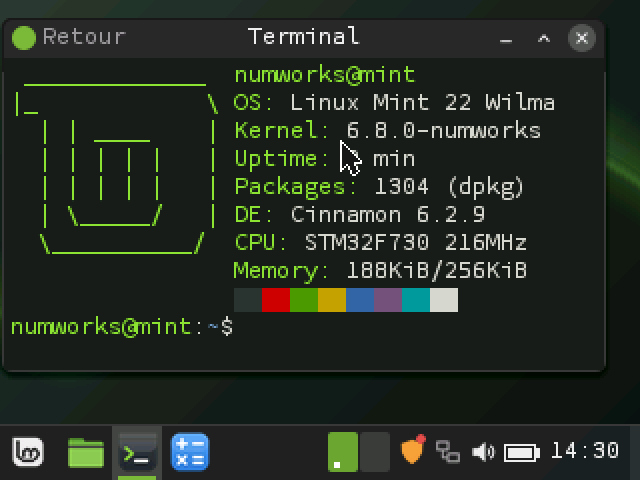 Retour Terminal
numworks@mint
OS: Linux Mint 22 Wilma
Kernel: 6.8.0-numworks
Uptime: min
Packages: 1304 (dpkg)
DE: Cinnamon 6.2.9
CPU: STM32F730 216MHz
Memory: 188KiB/256KiB
numworks@mint:~$
14:30